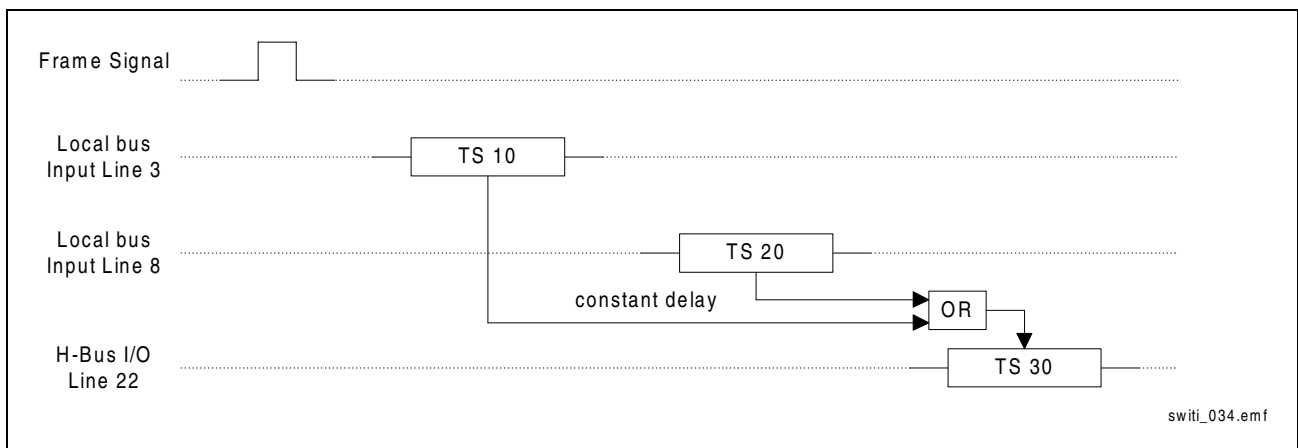 Frame Signal
Local bus
Input Line 3
TS 10
Local bus
Input Line 8
TS 20
constant delay
OR
H-Bus I/O
Line 22
TS 30
switi_034.emf